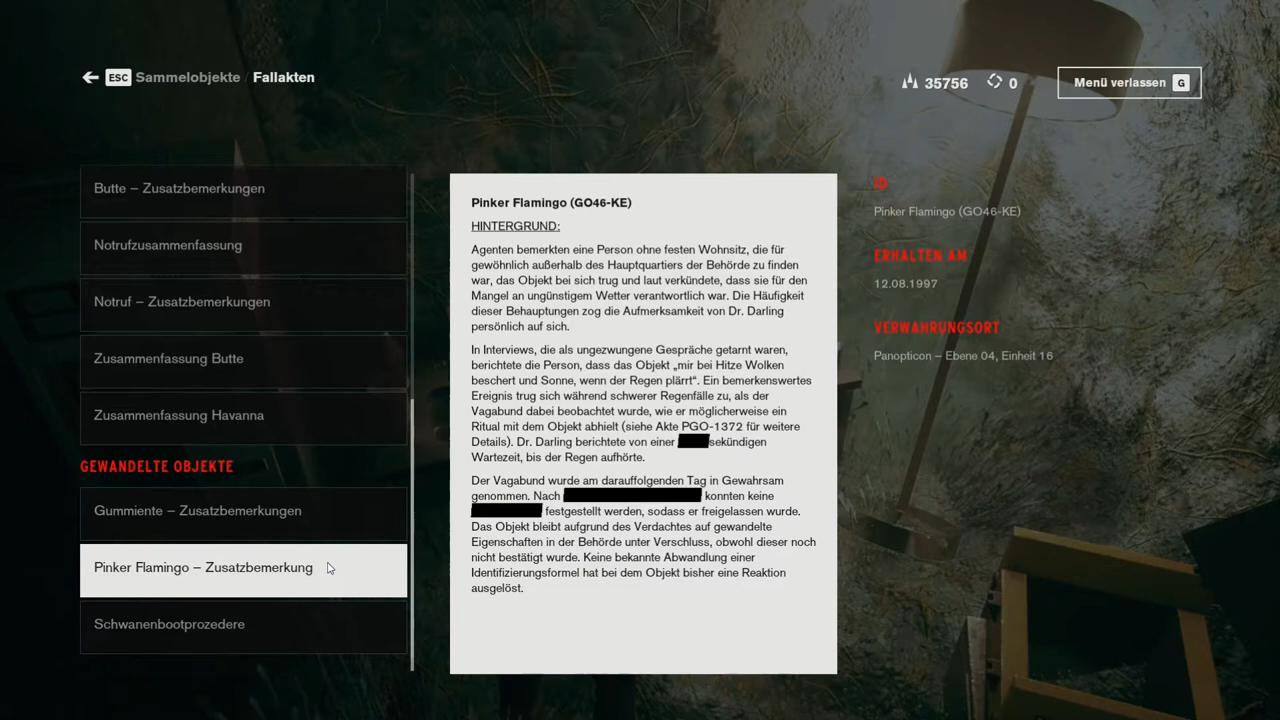 ESC Sammelobjekte / Fallakten
35756 0 Menü verlassen G
Butte – Zusatzbemerkungen
Notrufzusammenfassung
Notruf – Zusatzbemerkungen
Zusammenfassung Butte
Zusammenfassung Havanna
GEWANDELTE OBJEKTE
Gummiente – Zusatzbemerkungen
Pinker Flamingo – Zusatzbemerkung
Schwanenbootprozedere
Pinker Flamingo (GO46-KE)
HINTERGRUND:
Agenten bemerkten eine Person ohne festen Wohnsitz, die für
gewöhnlich außerhalb des Hauptquartiers der Behörde zu finden
war, das Objekt bei sich trug und laut verkündete, dass sie für den
Mangel an ungünstigem Wetter verantwortlich war. Die Häufigkeit
dieser Behauptungen zog die Aufmerksamkeit von Dr. Darling
persönlich auf sich.
In Interviews, die als ungezwungene Gespräche getarnt waren,
berichtete die Person, dass das Objekt „mir bei Hitze Wolken
beschert und Sonne, wenn der Regen plärrt“. Ein bemerkenswertes
Ereignis trug sich während schwerer Regenfälle zu, als der
Vagabund dabei beobachtet wurde, wie er möglicherweise ein
Ritual mit dem Objekt abhielt (siehe Akte PGO-1372 für weitere
Details). Dr. Darling berichtete von einer sekündigen
Wartezeit, bis der Regen aufhörte.
Der Vagabund wurde am darauffolgenden Tag in Gewahrsam
genommen. Nach konnten keine
festgestellt werden, sodass er freigelassen wurde.
Das Objekt bleibt aufgrund des Verdachtes auf gewandelte
Eigenschaften in der Behörde unter Verschluss, obwohl dieser noch
nicht bestätigt wurde. Keine bekannte Abwandlung einer
Identifizierungsformel hat bei dem Objekt bisher eine Reaktion
ausgelöst.
ID
Pinker Flamingo (GO46-KE)
ERHALTEN AM
12.08.1997
VERWAHRUNGSORT
Panopticon – Ebene 04, Einheit 16